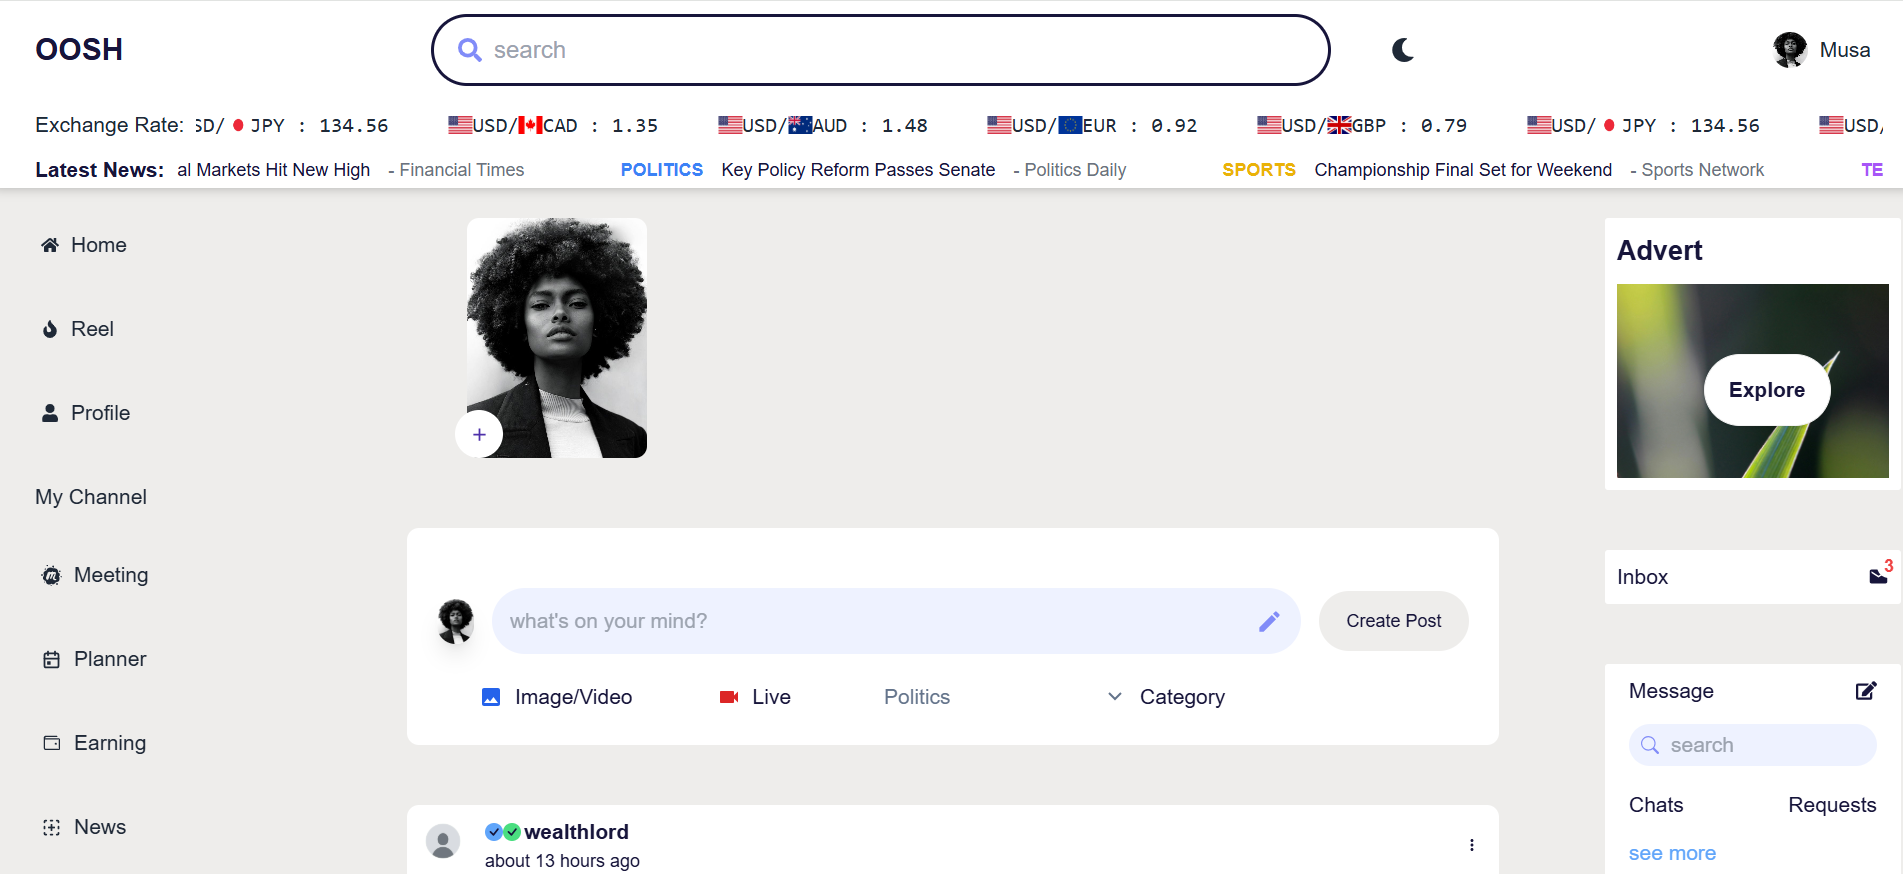 OOSH
search
Musa
Exchange Rate: SD/ JPY : 134.56 USD/ CAD : 1.35 USD/ AUD : 1.48 USD/ EUR : 0.92 USD/ GBP : 0.79 USD/ JPY : 134.56 USD/
Latest News: al Markets Hit New High - Financial Times POLITICS Key Policy Reform Passes Senate - Politics Daily SPORTS Championship Final Set for Weekend - Sports Network TE
Home
Reel
Profile
My Channel
Meeting
Planner
Earning
News
what's on your mind?
Create Post
Image/Video Live Politics Category
wealthlord
about 13 hours ago
Advert
Explore
Inbox 3
Message
search
Chats Requests
see more